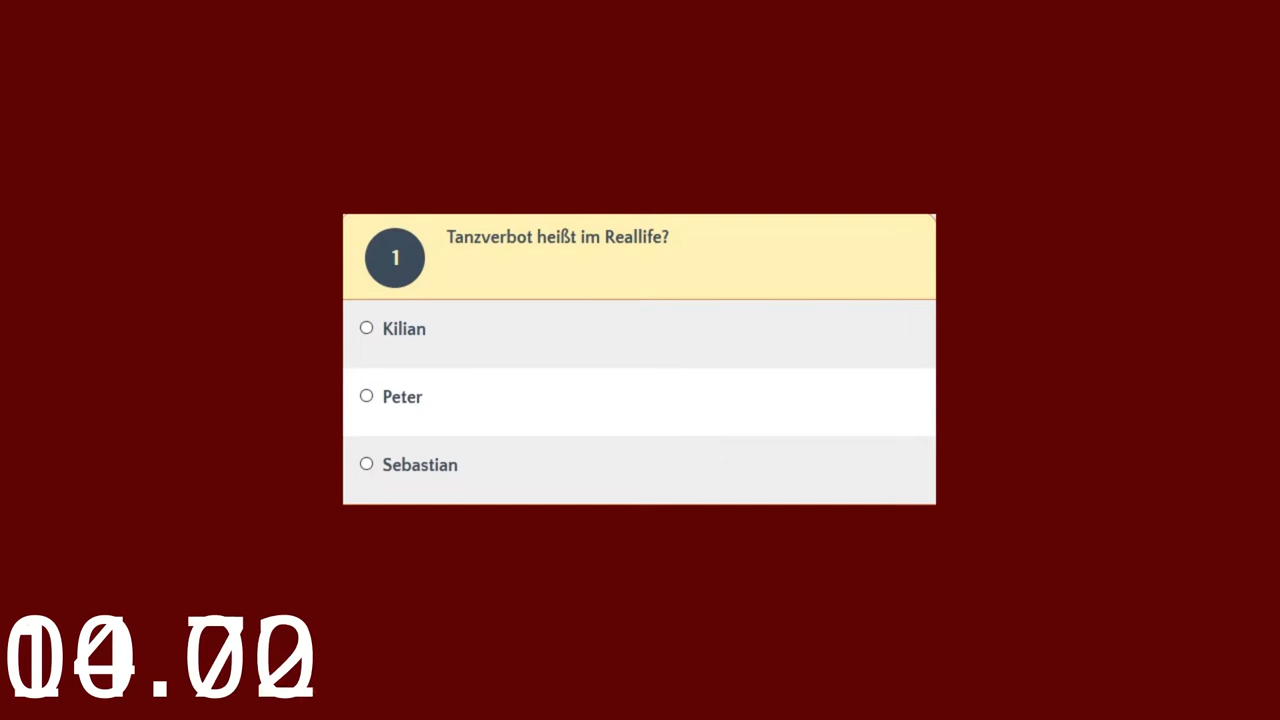 1
Tanzverbot heißt im Reallife?
Kilian
Peter
Sebastian